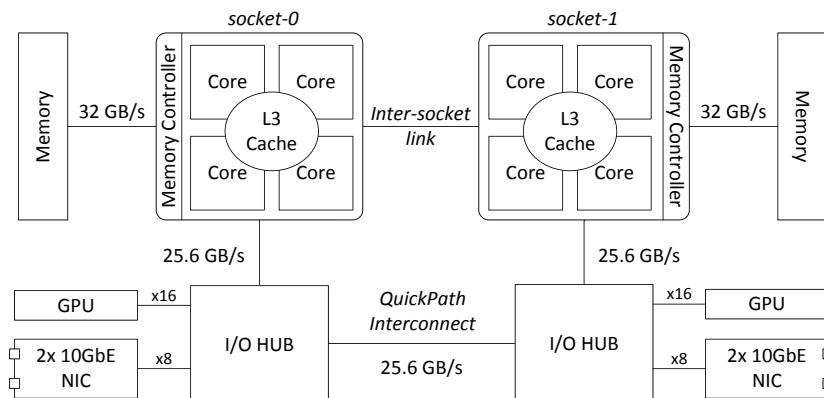 socket-0
socket-1
Memory
32 GB/s
Memory Controller
Core
Core
L3
Cache
Core
Core
Inter-socket
link
Core
Core
L3
Cache
Core
Core
Memory Controller
32 GB/s
Memory
25.6 GB/s
25.6 GB/s
GPU
x16
I/O HUB
2x 10GbE
NIC
x8
QuickPath
Interconnect
25.6 GB/s
I/O HUB
x16
GPU
x8
2x 10GbE
NIC